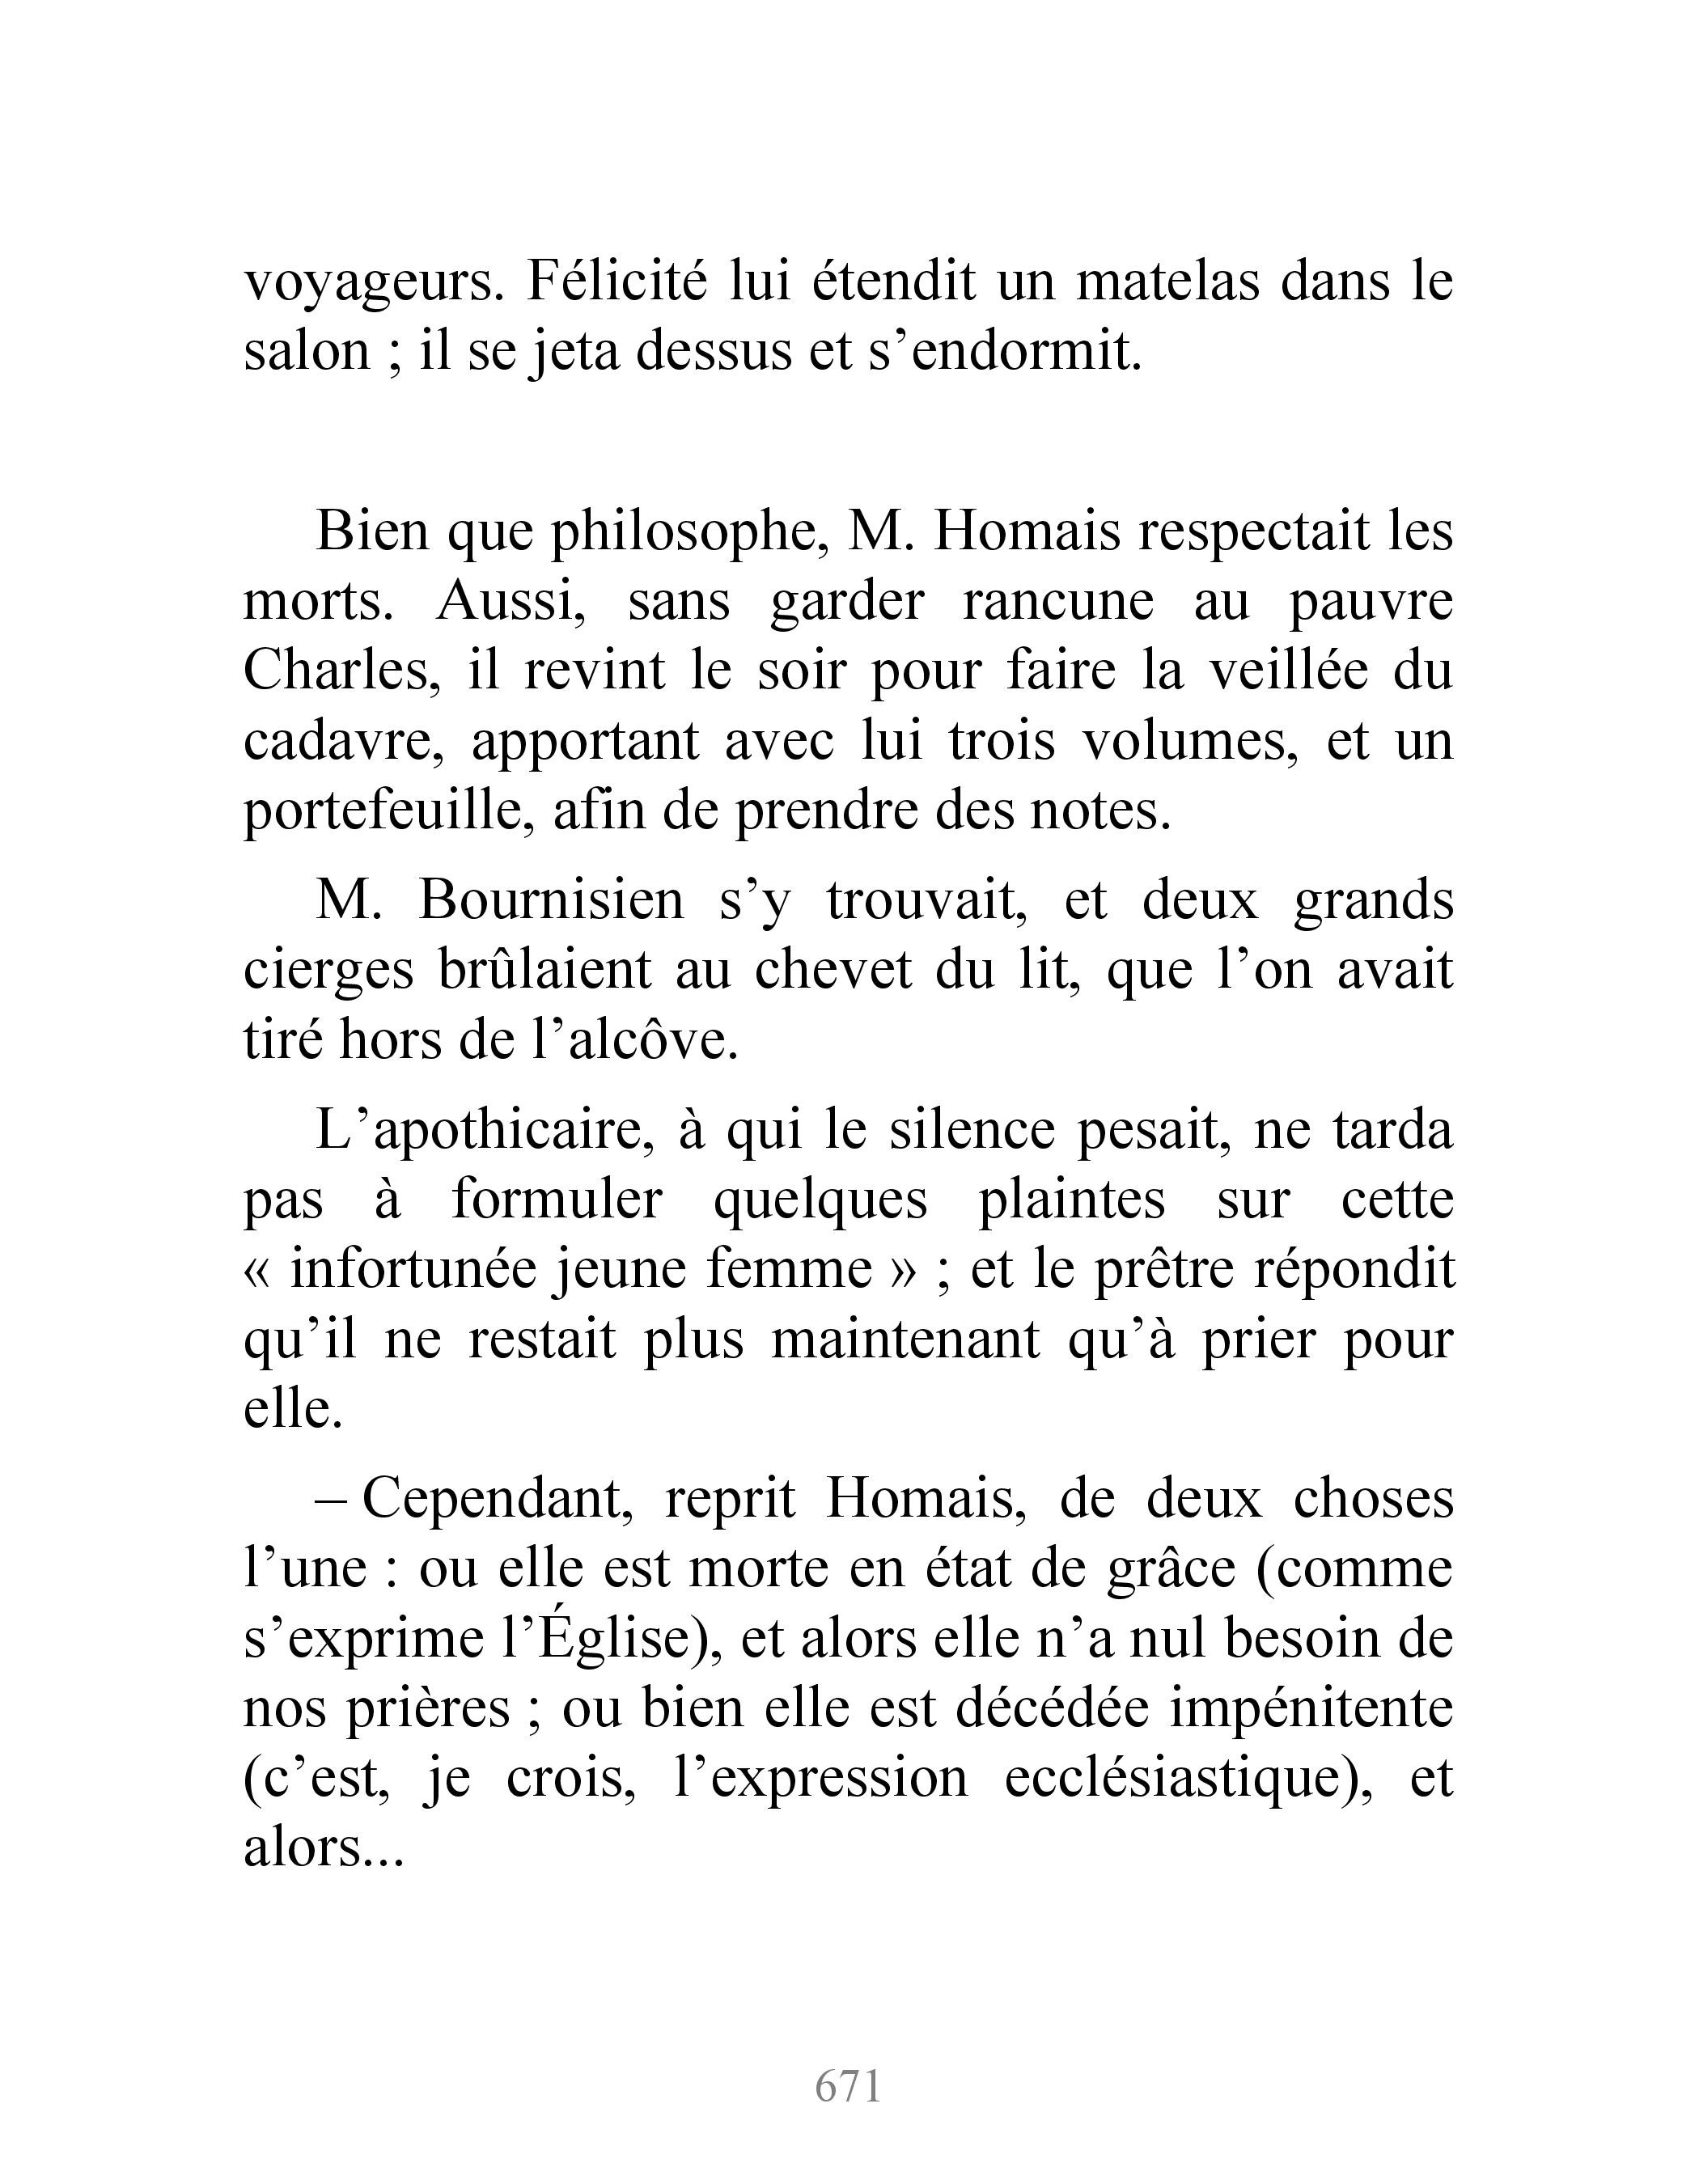 voyageurs. Félicité lui étendit un matelas dans le
salon ; il se jeta dessus et s’endormit.
Bien que philosophe, M. Homais respectait les
morts. Aussi, sans garder rancune au pauvre
Charles, il revint le soir pour faire la veillée du
cadavre, apportant avec lui trois volumes, et un
portefeuille, afin de prendre des notes.
M. Bournisien s’y trouvait, et deux grands
cierges brûlaient au chevet du lit, que l’on avait
tiré hors de l’alcôve.
L’apothicaire, à qui le silence pesait, ne tarda
pas à formuler quelques plaintes sur cette
« infortunée jeune femme » ; et le prêtre répondit
qu’il ne restait plus maintenant qu’à prier pour
elle.
– Cependant, reprit Homais, de deux choses
l’une : ou elle est morte en état de grâce (comme
s’exprime l’Église), et alors elle n’a nul besoin de
nos prières ; ou bien elle est décédée impénitente
(c’est, je crois, l’expression ecclésiastique), et
alors...
671